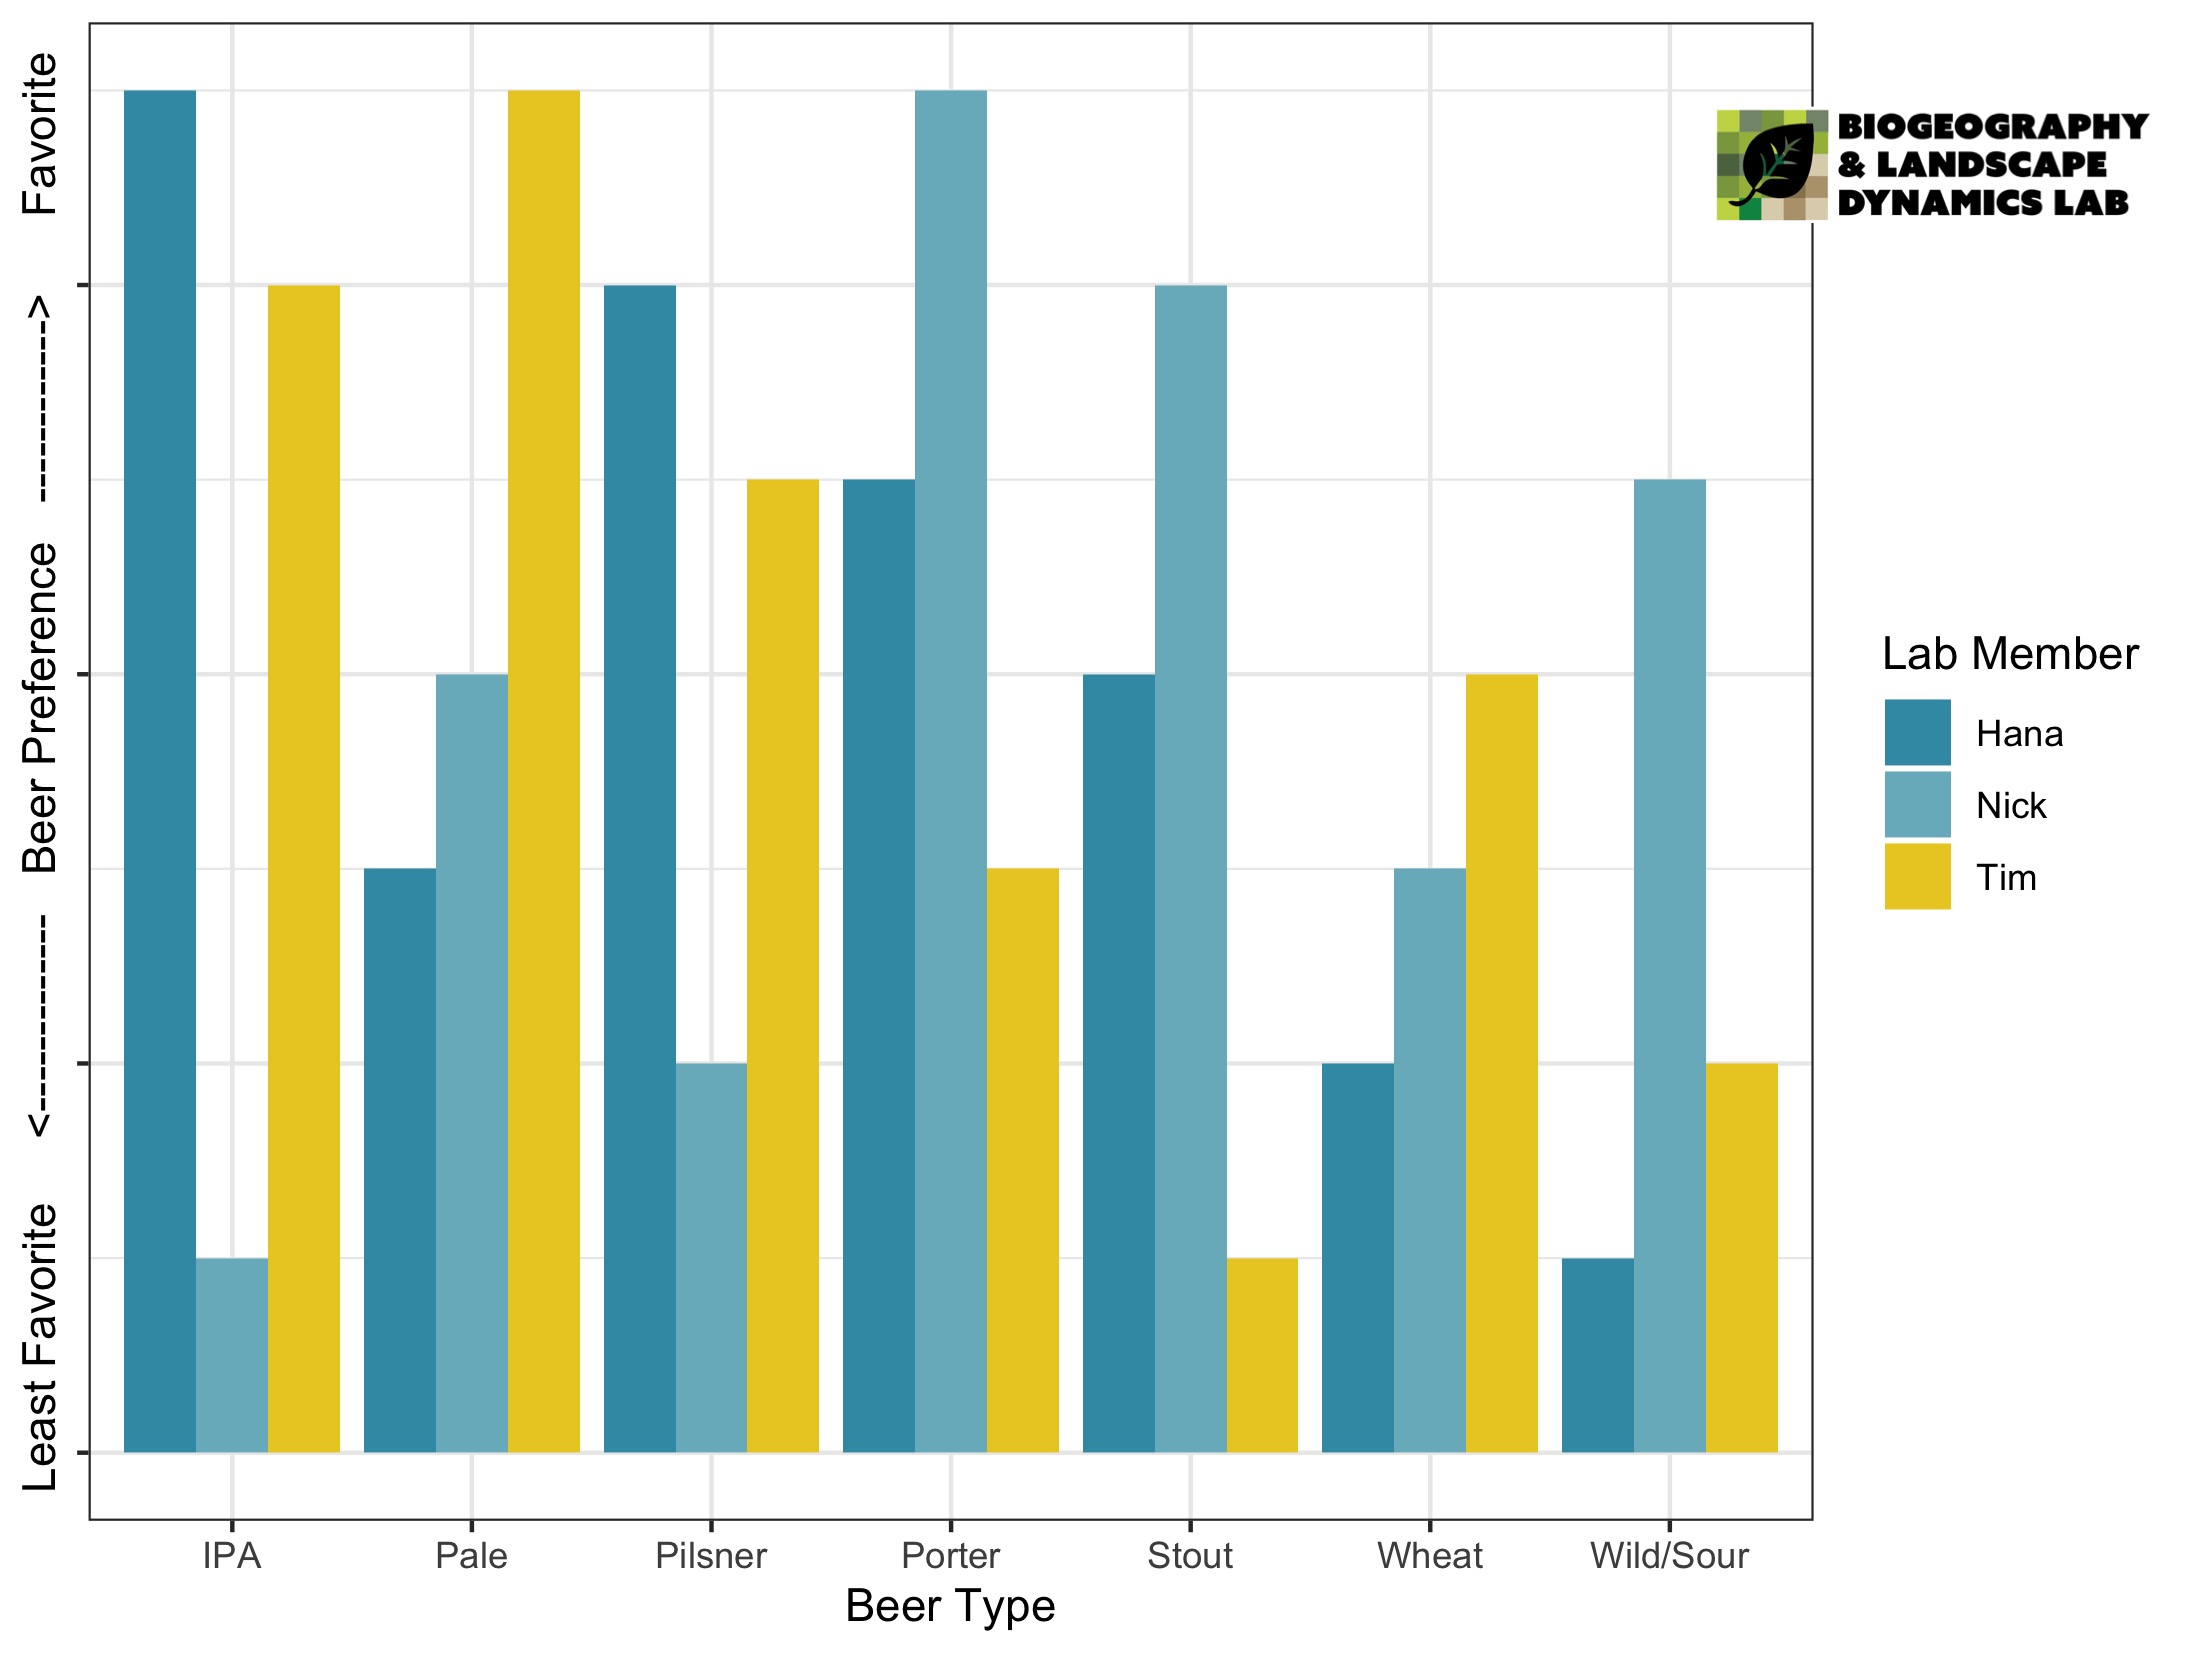 Least Favorite <-------------- Beer Preference --------------> Favorite
BIOGEOGRAPHY
& LANDSCAPE
DYNAMICS LAB
Lab Member
Hana
Nick
Tim
IPA Pale Pilsner Porter Stout Wheat Wild/Sour
Beer Type